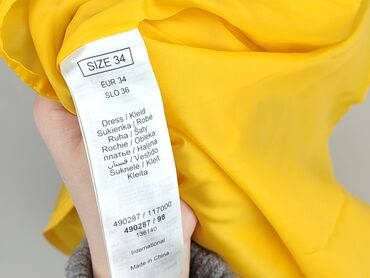 SIZE 34
EUR 34
SLO 36
Dress / Kleid
Sukienka / Robe
Ruha / Šaty
Rochie / Obleka
платье / Haljina
فستان / Vestido
Suknelė / Kleit
Kleita
490287 / 117000
490287 / 98
136140
International
Made in China